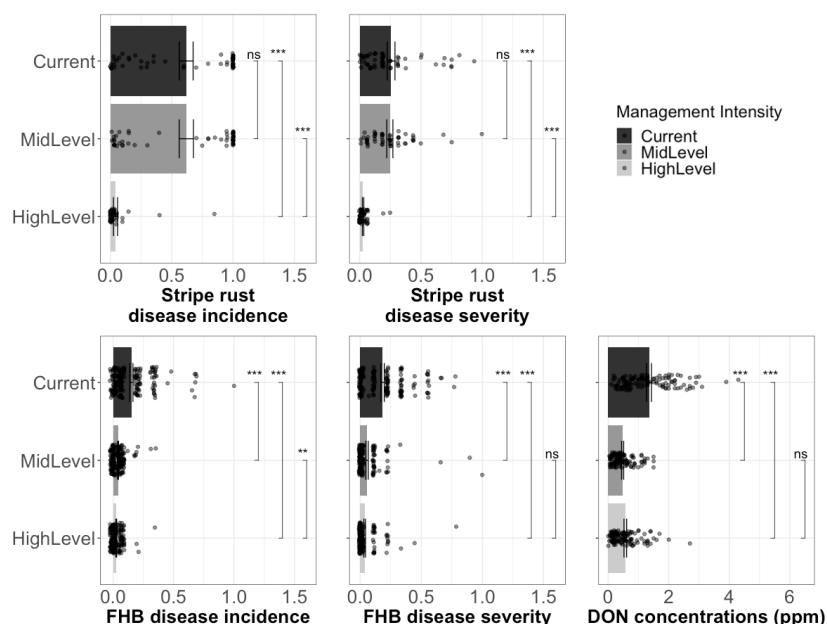 ns *** ns ***
Current
Management Intensity
*** ***
Current
MidLevel
MidLevel
HighLevel
HighLevel
0.0 0.5 1.0 1.5 0.0 0.5 1.0 1.5
Stripe rust Stripe rust
disease incidence disease severity
*** *** *** *** *** ***
Current
** ns ns
MidLevel
HighLevel
0.0 0.5 1.0 1.5 0.0 0.5 1.0 1.5 0 2 4 6
FHB disease incidence FHB disease severity DON concentrations (ppm)